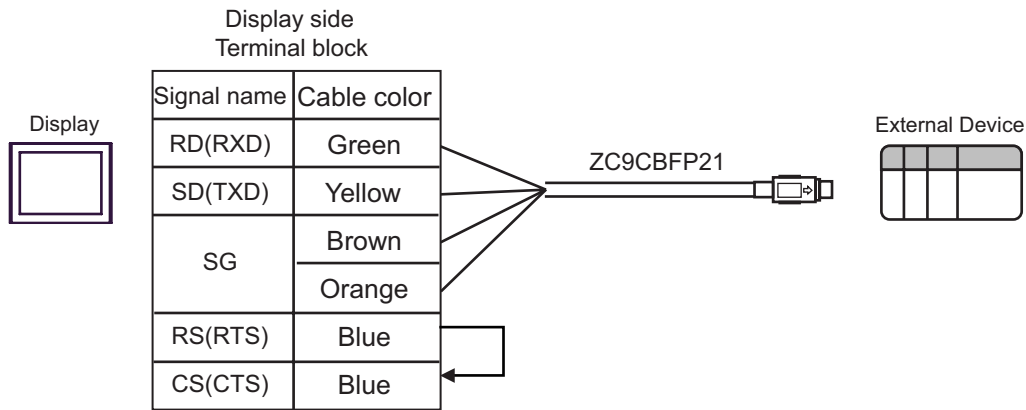 Display side
Terminal block
Signal name Cable color
Display
RD(RXD) Green
SD(TXD) Yellow
SG
Brown
Orange
RS(RTS) Blue
CS(CTS) Blue
ZC9CBFP21
External Device